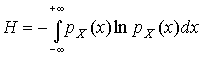 H = −∫_{−∞}^{+∞} p_X(x) ln p_X(x)dx